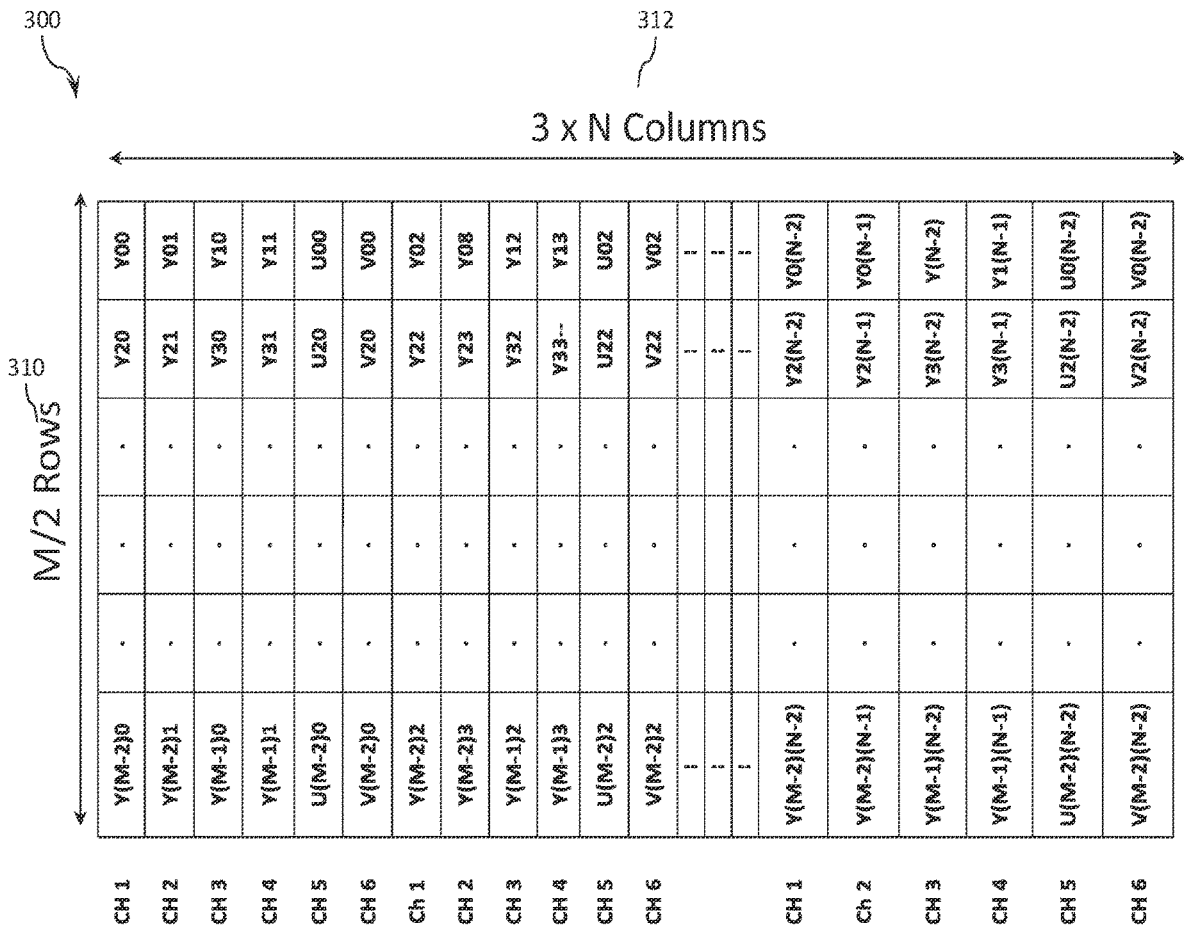 300
312
3 x N Columns
310
M/2 Rows
Y00 Y01 Y10 Y11 U00 V00 Y02 Y08 Y12 Y13 U02 V02 -- -- -- Y0(N-2) Y0(N-1) Y(N-2) Y1(N-1) U0(N-2) V0(N-2)
Y20 Y21 Y30 Y31 U20 V20 Y22 Y23 Y32 Y33-- U22 V22 -- -- -- Y2(N-2) Y2(N-1) Y3(N-2) Y3(N-1) U2(N-2) V2(N-2)
. . . . . . . . . . . . . . . . . .
. . . . . . . . . . . . . . . . . .
. . . . . . . . . . . . . . . . . .
Y(M-2)0 Y(M-2)1 Y(M-1)0 Y(M-1)1 U(M-2)0 V(M-2)0 Y(M-2)2 Y(M-2)3 Y(M-1)2 Y(M-1)3 U(M-2)2 V(M-2)2 -- -- -- Y(M-2)(N-2) Y(M-2)(N-1) Y(M-1)(N-2) Y(M-1)(N-1) U(M-2)(N-2) V(M-2)(N-2)
CH 1 CH 2 CH 3 CH 4 CH 5 CH 6 Ch 1 CH 2 CH 3 CH 4 CH 5 CH 6 CH 1 Ch 2 CH 3 CH 4 CH 5 CH 6